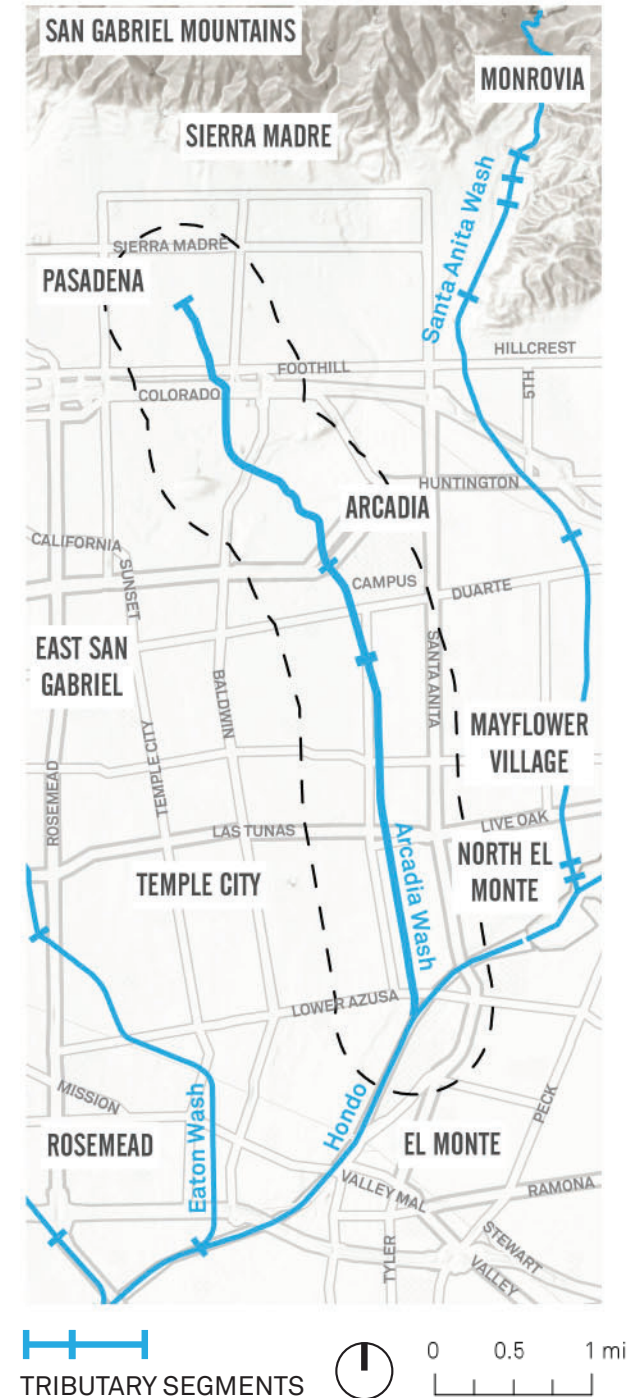 SAN GABRIEL MOUNTAINS
MONROVIA
SIERRA MADRE
Santa Anita Wash
SIERRA MADRE
PASADENA
HILLCREST
FOOTHILL
5TH
COLORADO
HUNTINGTON
ARCADIA
CALIFORNIA
SUNSET
CAMPUS
DUARTE
EAST SAN
GABRIEL
BALDWIN
SANTA ANITA
MAYFLOWER
VILLAGE
TEMPLE CITY
ROSEMEAD
LAS TUNAS
LIVE OAK
Arcadia Wash
NORTH EL
MONTE
TEMPLE CITY
LOWER AZUSA
MISSION
Eaton Wash
Hondo
PECK
ROSEMEAD
EL MONTE
VALLEY MAL
RAMONA
TYLER
STEWART
VALLEY
TRIBUTARY SEGMENTS
0 0.5 1 mi